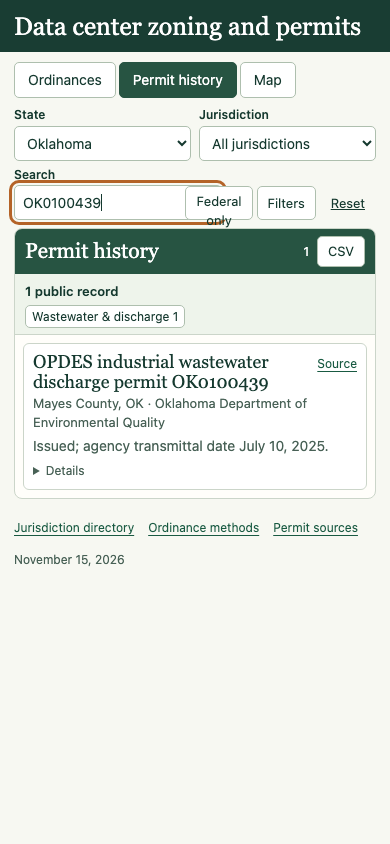 Data center zoning and permits
Ordinances Permit history Map
State Jurisdiction
Oklahoma All jurisdictions
Search
OK0100439 Federal only Filters Reset
Permit history 1 CSV
1 public record
Wastewater & discharge 1
OPDES industrial wastewater Source
discharge permit OK0100439
Mayes County, OK · Oklahoma Department of
Environmental Quality
Issued; agency transmittal date July 10, 2025.
Details
Jurisdiction directory Ordinance methods Permit sources
November 15, 2026